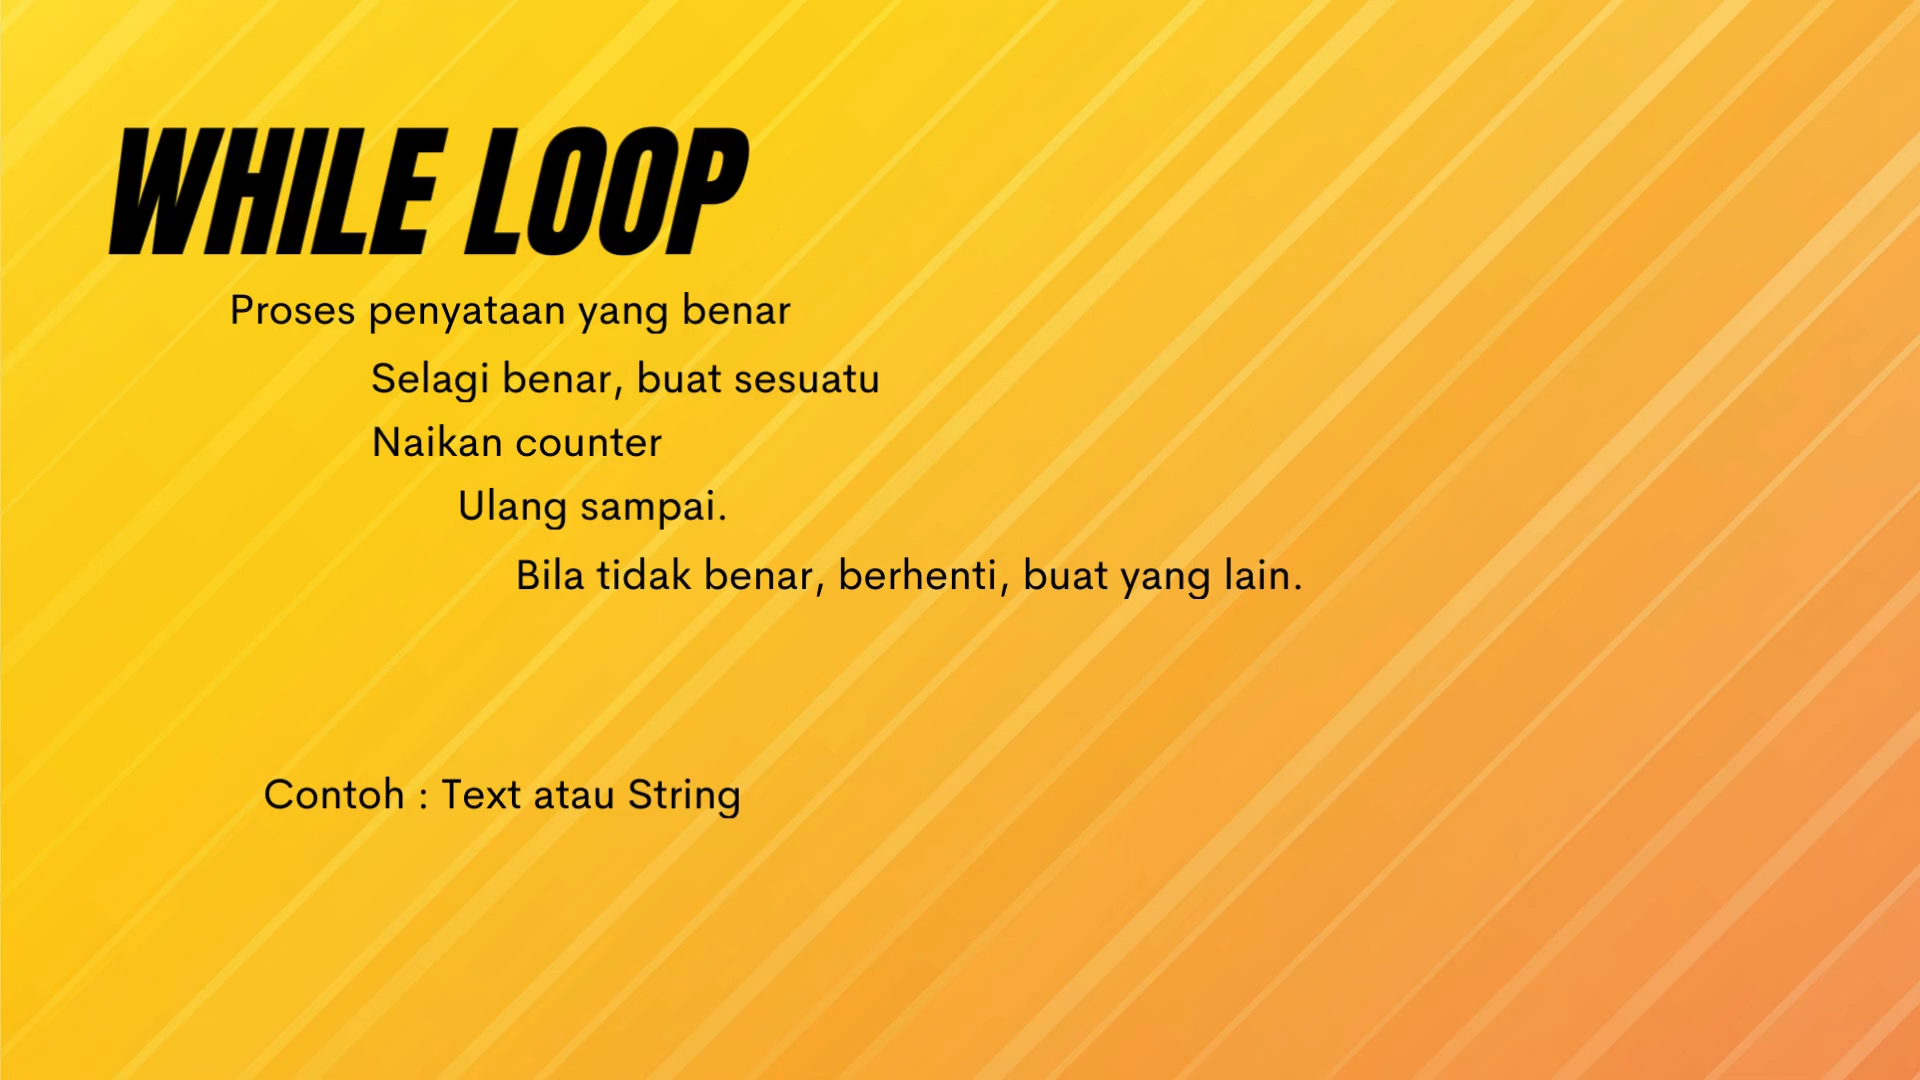 WHILE LOOP
Proses penyataan yang benar
Selagi benar, buat sesuatu
Naikan counter
Ulang sampai.
Bila tidak benar, berhenti, buat yang lain.
Contoh : Text atau String